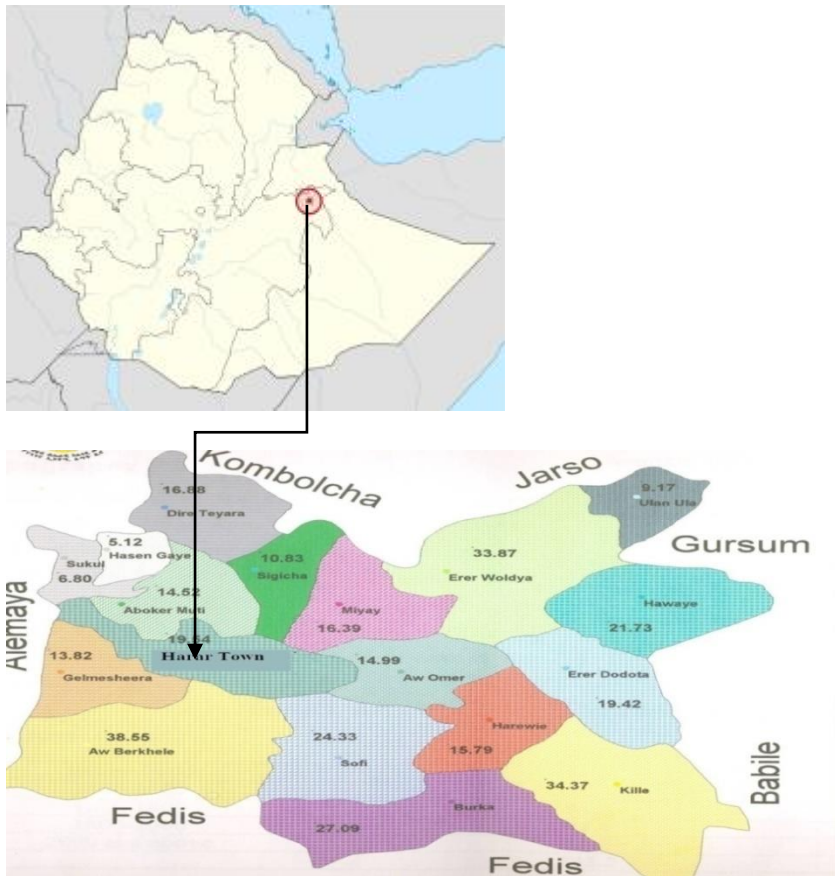 Kombolcha
Jarso
16.88
Dire Teyara
9.17
Ulan Ula
5.12
Hasen Gaye
Sukul
6.80
10.83
Sigicha
33.87
Erer Woldya
Gursum
Alemaya
14.52
Aboker Muti
Miyay
16.39
Hawaye
21.73
19.64
Harar Town
13.82
Gelmesheera
14.99
Aw Omer
Erer Dodota
19.42
38.55
Aw Berkhele
24.33
Sofi
Harewie
15.79
34.37
Kille
Babile
Fedis
Burka
27.09
Fedis